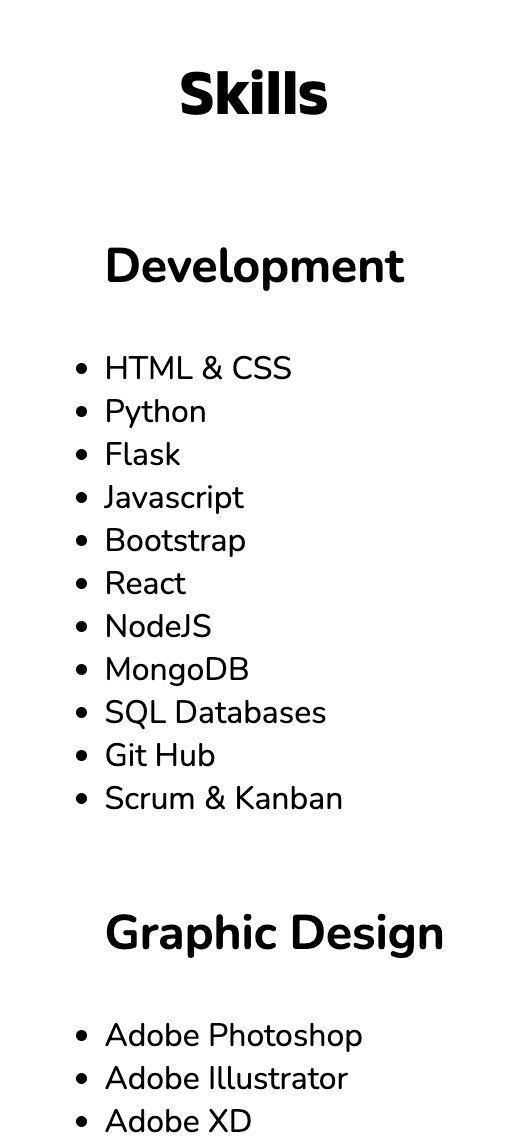 Skills
Development
HTML & CSS
Python
Flask
Javascript
Bootstrap
React
NodeJS
MongoDB
SQL Databases
Git Hub
Scrum & Kanban
Graphic Design
Adobe Photoshop
Adobe Illustrator
Adobe XD